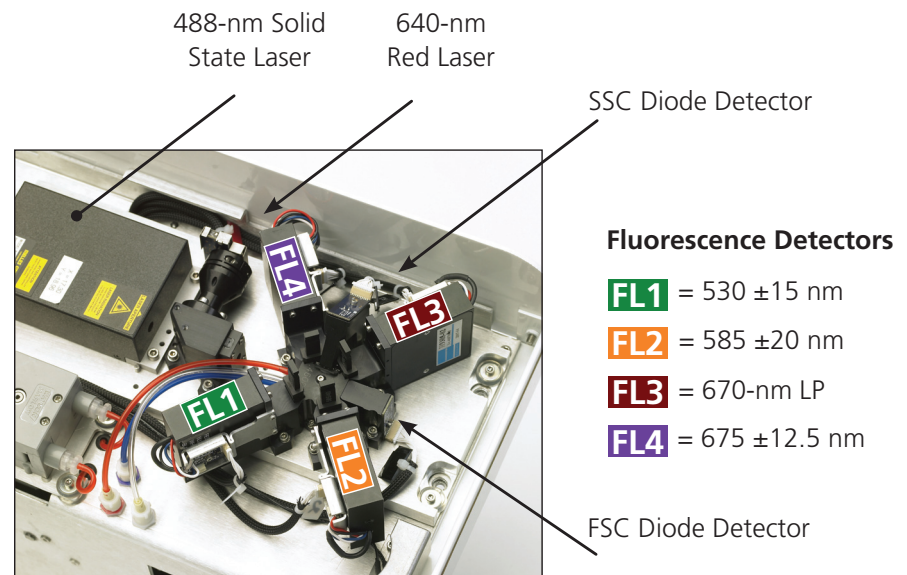 488-nm Solid
State Laser
640-nm
Red Laser
SSC Diode Detector
FL4
FL3
FL1
FL2
Fluorescence Detectors
FL1 = 530 ±15 nm
FL2 = 585 ±20 nm
FL3 = 670-nm LP
FL4 = 675 ±12.5 nm
FSC Diode Detector